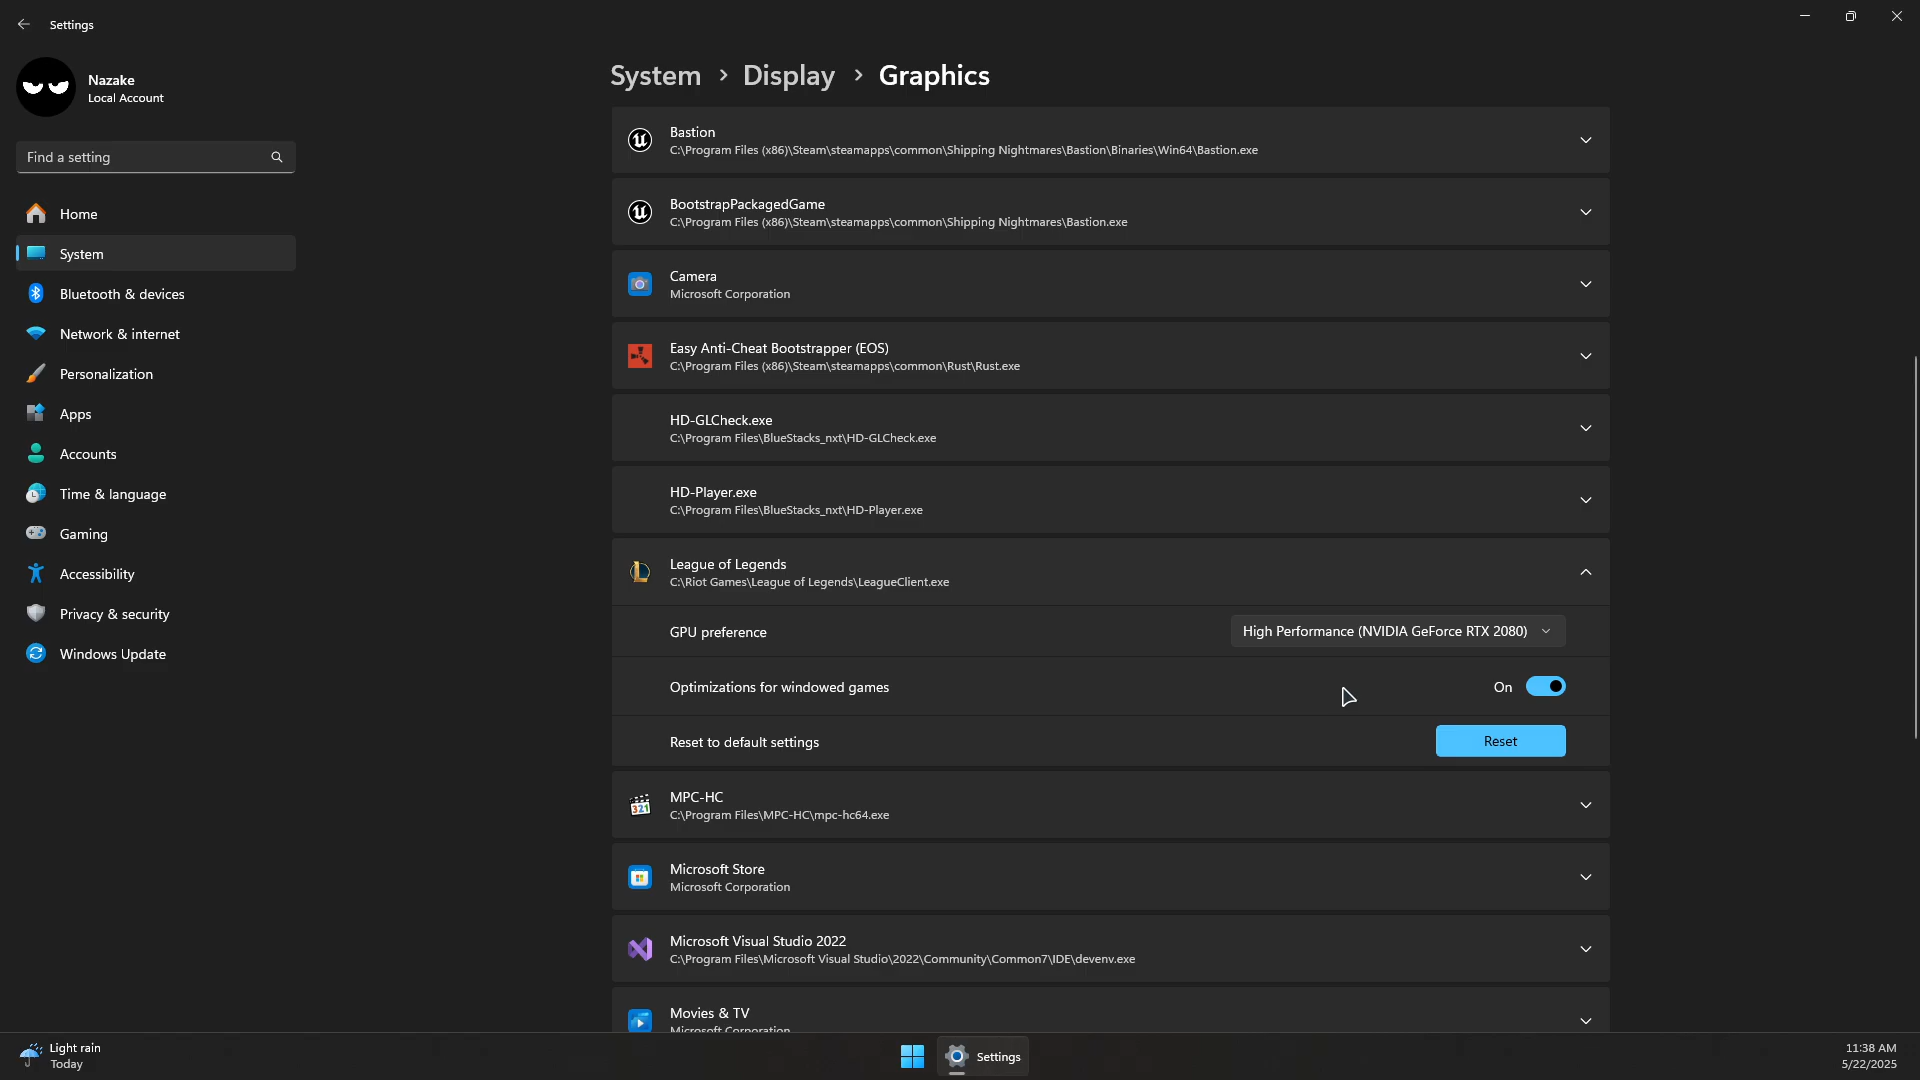 Settings
Nazake
Local Account
Find a setting
Home
System
Bluetooth & devices
Network & internet
Personalization
Apps
Accounts
Time & language
Gaming
Accessibility
Privacy & security
Windows Update
System > Display > Graphics
Bastion
C:\Program Files (x86)\Steam\steamapps\common\Shipping Nightmares\Bastion\Binaries\Win64\Bastion.exe
BootstrapPackagedGame
C:\Program Files (x86)\Steam\steamapps\common\Shipping Nightmares\Bastion.exe
Camera
Microsoft Corporation
Easy Anti-Cheat Bootstrapper (EOS)
C:\Program Files (x86)\Steam\steamapps\common\Rust\Rust.exe
HD-GLCheck.exe
C:\Program Files\BlueStacks_nxt\HD-GLCheck.exe
HD-Player.exe
C:\Program Files\BlueStacks_nxt\HD-Player.exe
League of Legends
C:\Riot Games\League of Legends\LeagueClient.exe
GPU preference
High Performance (NVIDIA GeForce RTX 2080)
Optimizations for windowed games
On
Reset to default settings
Reset
321
MPC-HC
C:\Program Files\MPC-HC\mpc-hc64.exe
Microsoft Store
Microsoft Corporation
Microsoft Visual Studio 2022
C:\Program Files\Microsoft Visual Studio\2022\Community\Common7\IDE\devenv.exe
Movies & TV
Microsoft Corporation
Light rain
Today
Settings
11:38 AM
5/22/2025